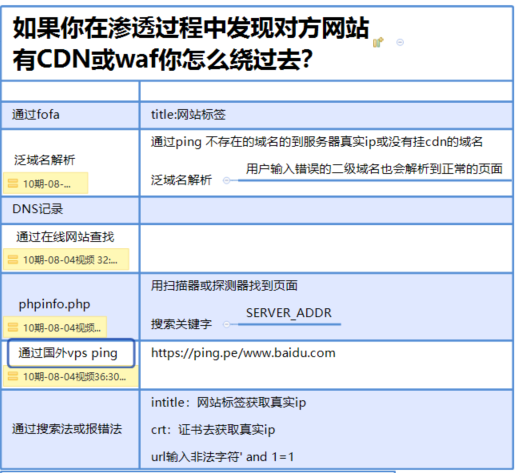 如果你在渗透过程中发现对方网站
有CDN或waf你怎么绕过去?
通过fofa
title:网站标签
泛域名解析
10期-08-...
通过ping 不存在的域名的到服务器真实ip或没有挂cdn的域名
泛域名解析
用户输入错误的二级域名也会解析到正常的页面
DNS记录
通过在线网站查找
10期-08-04视频 32:...
phpinfo.php
10期-08-04视频...
用扫描器或探测器找到页面
搜索关键字
SERVER_ADDR
通过国外vps ping
10期-08-04视频36:30...
https://ping.pe/www.baidu.com
通过搜索法或报错法
intitle：网站标签获取真实ip
crt：证书去获取真实ip
url输入非法字符' and 1=1